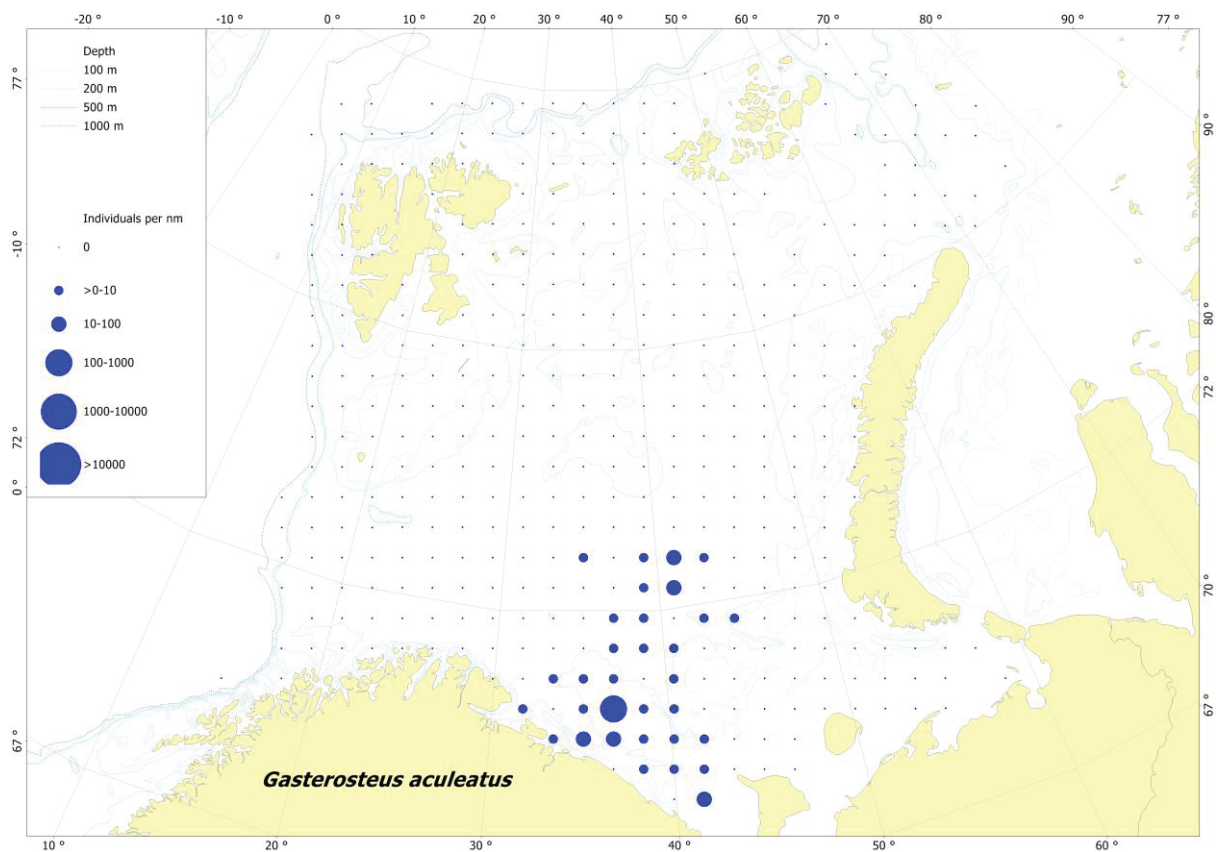 -20 ° -10 ° 0 ° 10 ° 20 ° 30 ° 40 ° 50 ° 60 ° 70 ° 80 ° 90 ° 77 °
Depth
100 m
200 m
500 m
1000 m
77 °
90 °
Individuals per nm
0
-10 °
>0-10
80 °
10-100
100-1000
72 °
1000-10000
72
>10000
0 °
70 °
67 °
67
Gasterosteus aculeatus
10 ° 20 ° 30 ° 40 ° 50 ° 60 °